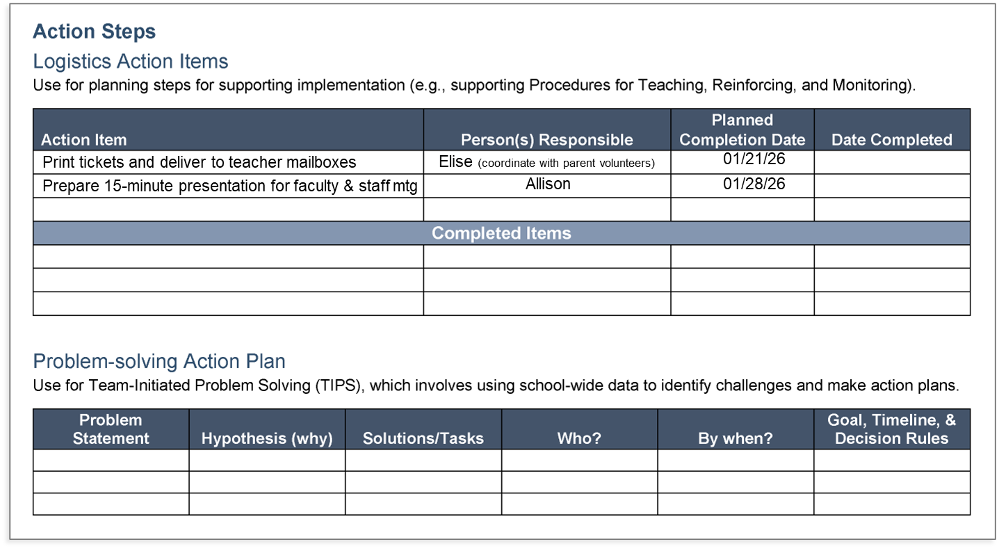 Action Steps
Logistics Action Items
Use for planning steps for supporting implementation (e.g., supporting Procedures for Teaching, Reinforcing, and Monitoring).
Action Item Person(s) Responsible Planned Completion Date Date Completed
Print tickets and deliver to teacher mailboxes Elise (coordinate with parent volunteers) 01/21/26
Prepare 15-minute presentation for faculty & staff mtg Allison 01/28/26
Completed Items
Problem-solving Action Plan
Use for Team-Initiated Problem Solving (TIPS), which involves using school-wide data to identify challenges and make action plans.
Problem Statement Hypothesis (why) Solutions/Tasks Who? By when? Goal, Timeline, & Decision Rules